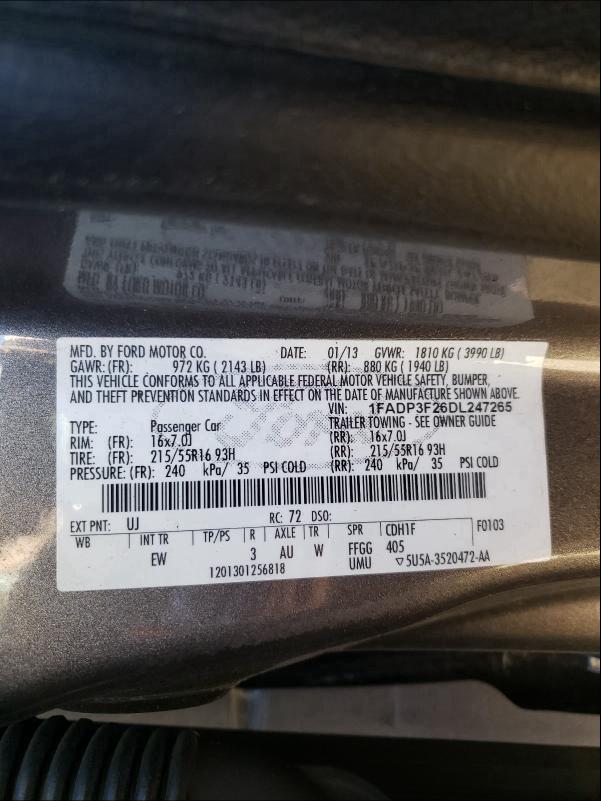 MFD. BY FORD MOTOR CO. DATE: 01/13 GVWR: 1810 KG ( 3990 LB)
GAWR: (FR): 972 KG ( 2143 LB) (RR): 880 KG ( 1940 LB)
THIS VEHICLE CONFORMS TO ALL APPLICABLE FEDERAL MOTOR VEHICLE SAFETY, BUMPER,
AND THEFT PREVENTION STANDARDS IN EFFECT ON THE DATE OF MANUFACTURE SHOWN ABOVE.
VIN: 1FADP3F26DL247265
TYPE: Passenger Car TRAILER TOWING - SEE OWNER GUIDE
RIM: (FR): 16x7.0J (RR): 16x7.0J
TIRE: (FR): 215/55R16 93H (RR): 215/55R16 93H
PRESSURE: (FR): 240 kPa/ 35 PSI COLD (RR): 240 kPa/ 35 PSI COLD
EXT PNT: UJ RC: 72 DSO: F0103
WB INT TR TP/PS R AXLE TR SPR CDH1F
EW 3 AU W FFGG 405
1201301256818 UMU ▽5U5A-3520472-AA